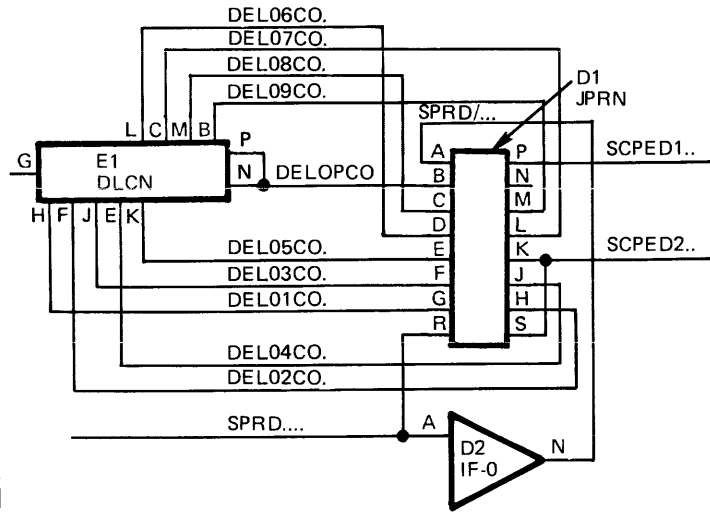 DEL06CO.
DEL07CO.
DEL08CO.
DEL09CO.
D1
JPRN
SPRD/...
L C M B
P
A P SCPED1..
G E1 N DELOPCO B N
DLCN
C M
H F J E K
D L
DEL05CO. E K SCPED2..
DEL03CO. F J
DEL01CO. G H
R S
DEL04CO.
DEL02CO.
SPRD.... A
D2 N
IF-0